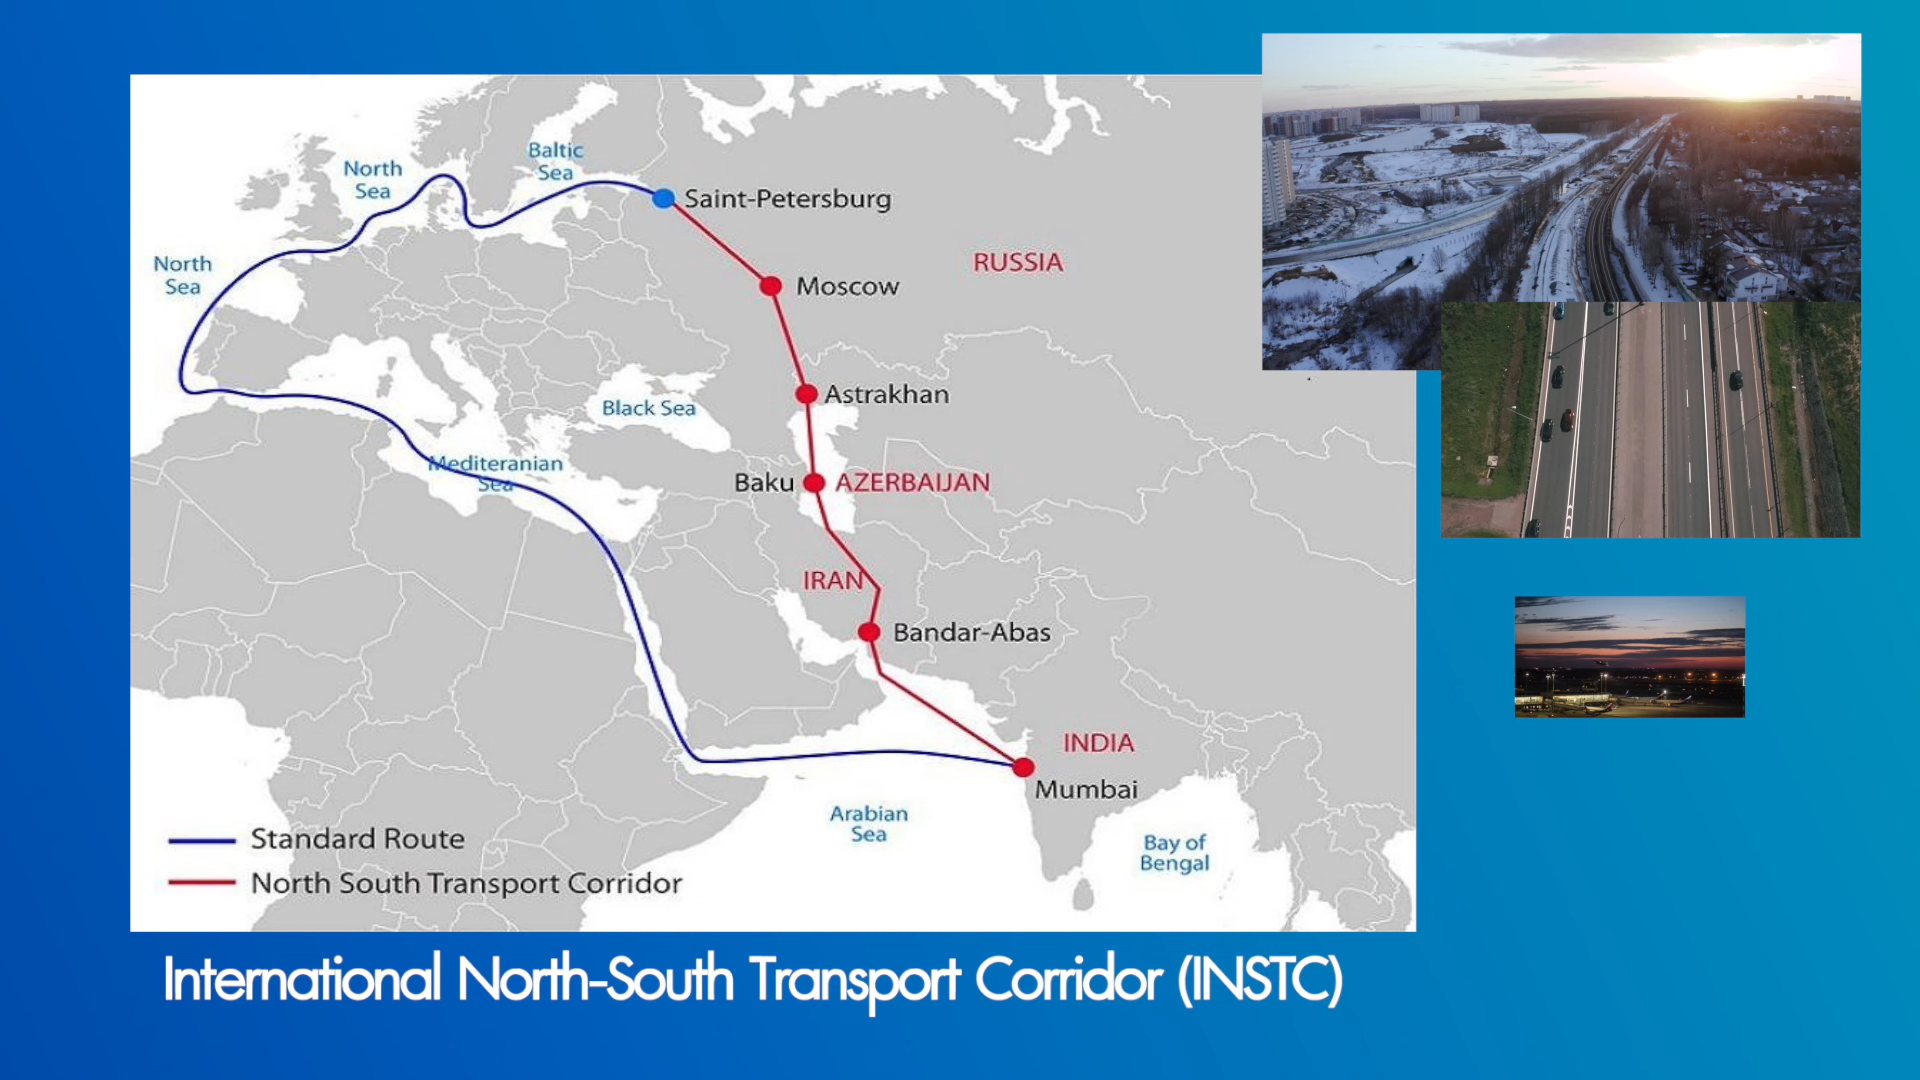 Baltic
Sea
North
Sea
Saint-Petersburg
North
Sea
RUSSIA
Moscow
Astrakhan
Black Sea
Mediteranian
Sea
Baku
AZERBAIJAN
IRAN
Bandar-Abas
INDIA
Mumbai
Arabian
Sea
Bay of
Bengal
Standard Route
North South Transport Corridor
International North-South Transport Corridor (INSTC)